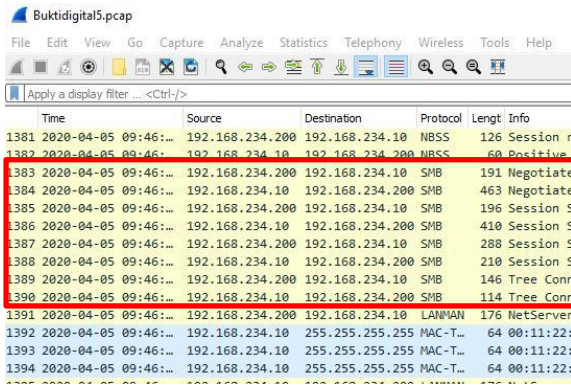 Buktidigital5.pcap
File Edit View Go Capture Analyze Statistics Telephony Wireless Tools Help
Apply a display filter ... <Ctrl-/>
Time Source Destination Protocol Lengt Info
1381 2020-04-05 09:46:… 192.168.234.200 192.168.234.10 NBSS 126 Session r
1382 2020-04-05 09:46:… 192.168.234.10 192.168.234.200 NBSS 60 Positive
1383 2020-04-05 09:46:… 192.168.234.200 192.168.234.10 SMB 191 Negotiate
1384 2020-04-05 09:46:… 192.168.234.10 192.168.234.200 SMB 463 Negotiate
1385 2020-04-05 09:46:… 192.168.234.200 192.168.234.10 SMB 196 Session S
1386 2020-04-05 09:46:… 192.168.234.10 192.168.234.200 SMB 410 Session S
1387 2020-04-05 09:46:… 192.168.234.200 192.168.234.10 SMB 288 Session S
1388 2020-04-05 09:46:… 192.168.234.10 192.168.234.200 SMB 210 Session S
1389 2020-04-05 09:46:… 192.168.234.200 192.168.234.10 SMB 146 Tree Conn
1390 2020-04-05 09:46:… 192.168.234.10 192.168.234.200 SMB 114 Tree Conn
1391 2020-04-05 09:46:… 192.168.234.200 192.168.234.10 LANMAN 176 NetServer
1392 2020-04-05 09:46:… 192.168.234.10 255.255.255.255 MAC-T… 64 00:11:22:
1393 2020-04-05 09:46:… 192.168.234.10 255.255.255.255 MAC-T… 64 00:11:22:
1394 2020-04-05 09:46:… 192.168.234.10 255.255.255.255 MAC-T… 64 00:11:22: